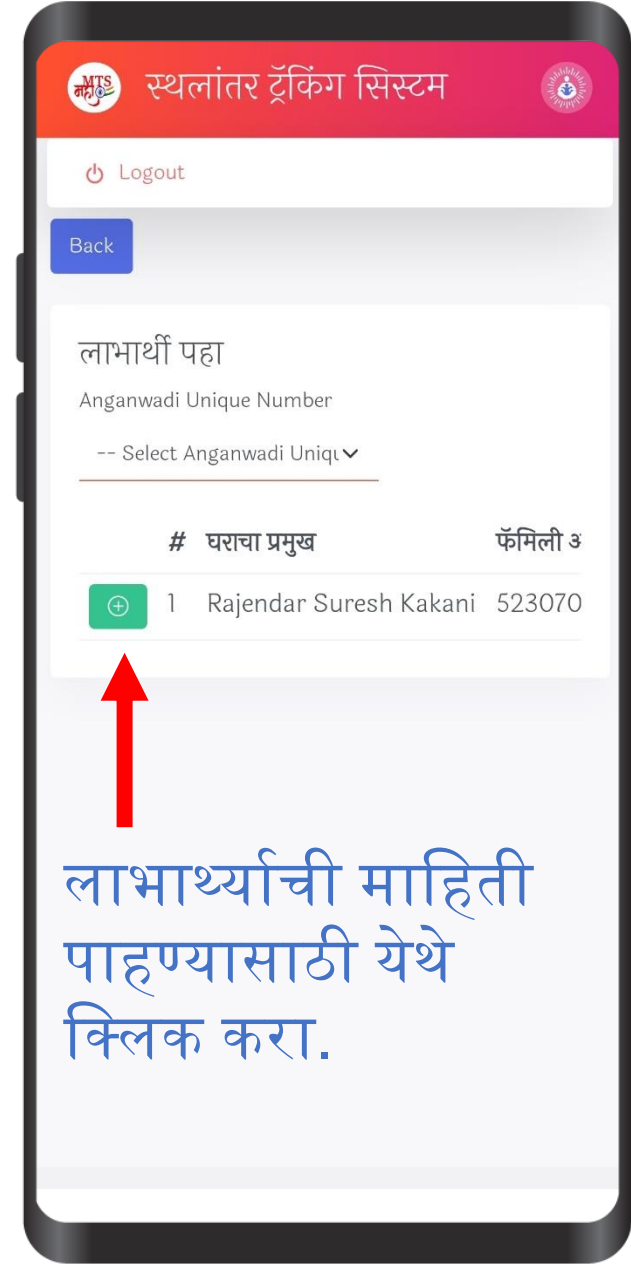 MTS
महा
स्थलांतर ट्रॅकिंग सिस्टम
Logout
Back
लाभार्थी पहा
Anganwadi Unique Number
-- Select Anganwadi Uniqu
# घराचा प्रमुख फॅमिली अ
1 Rajendar Suresh Kakani 523070
लाभार्थ्याची माहिती
पाहण्यासाठी येथे
क्लिक करा.